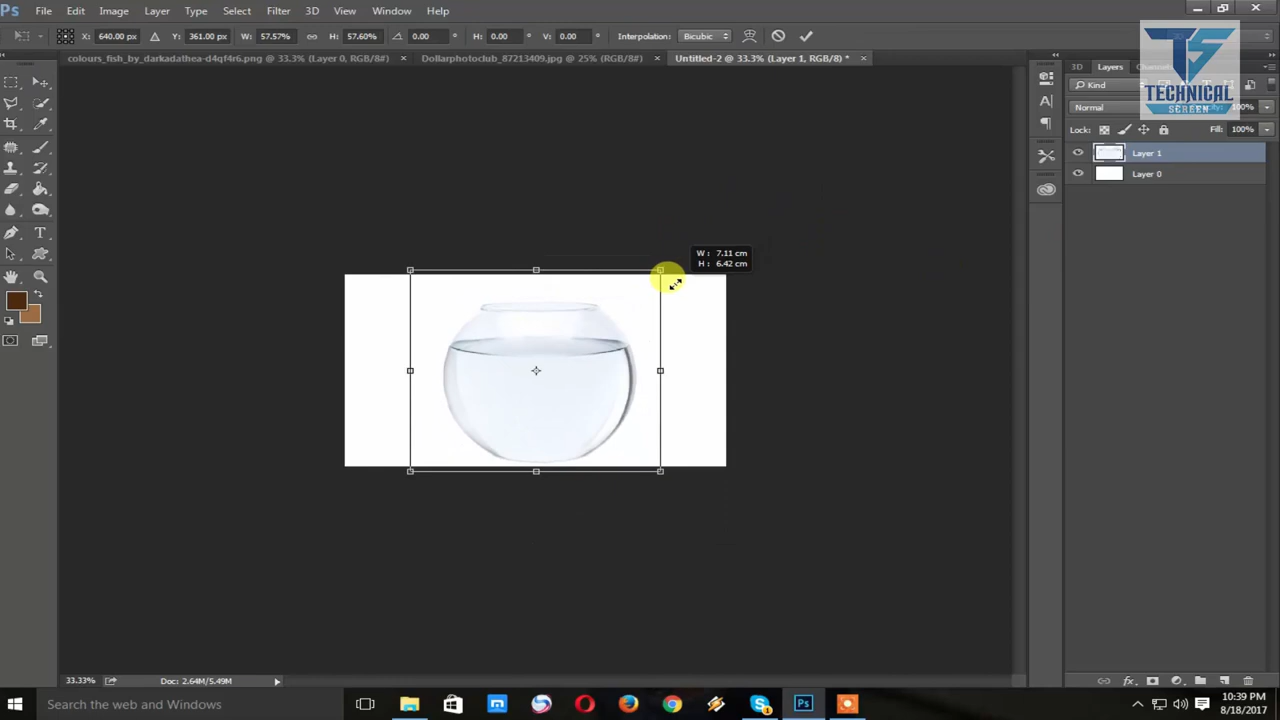 Ps File Edit Image Layer Type Select Filter 3D View Window Help
X: 640.00 px Y: 361.00 px W: 57.57% H: 57.60% 0.00 ° H: 0.00 ° V: 0.00 ° Interpolation: Bicubic
colours_fish_by_darkadathea-d4qf4r6.png @ 33.3% (Layer 0, RGB/8#) × Dollarphotoclub_87213409.jpg @ 25% (RGB/8#) × Untitled-2 @ 33.3% (Layer 1, RGB/8) * ×
3D Layers
TS
TECHNICAL
SCREEN
Kind
Normal 100%
Lock: Fill: 100%
Layer 1
Layer 0
W: 7.11 cm
H: 6.42 cm
33.33% Doc: 2.64M/5.49M
Search the web and Windows
Ps
10:39 PM
8/18/2017